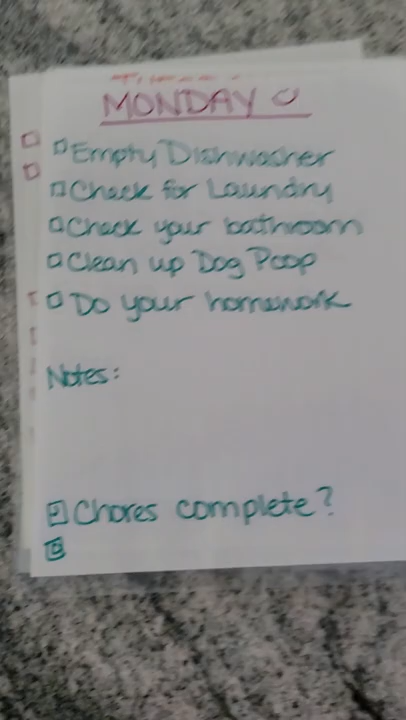 MONDAY
Empty Dishwasher
Check for Laundry
Check your bathroom
Clean up Dog Poop
Do your homework
Notes:
Chores complete?